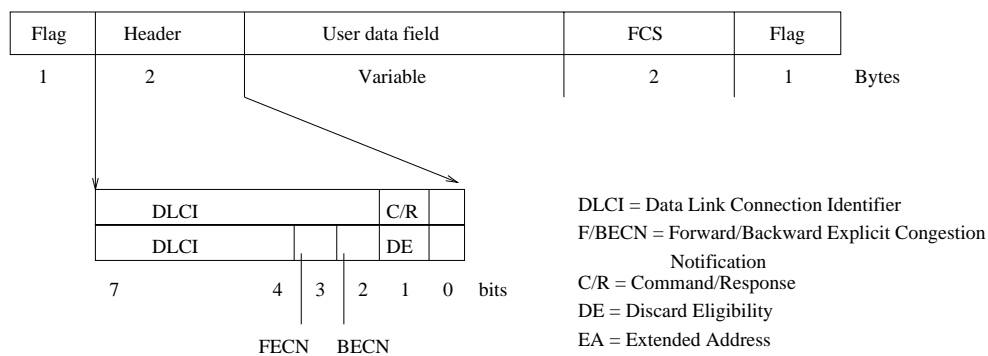 Flag Header User data field FCS Flag
1 2 Variable 2 1 Bytes
DLCI C/R
DLCI DE
7 4 3 2 1 0 bits
FECN BECN
DLCI = Data Link Connection Identifier
F/BECN = Forward/Backward Explicit Congestion
Notification
C/R = Command/Response
DE = Discard Eligibility
EA = Extended Address